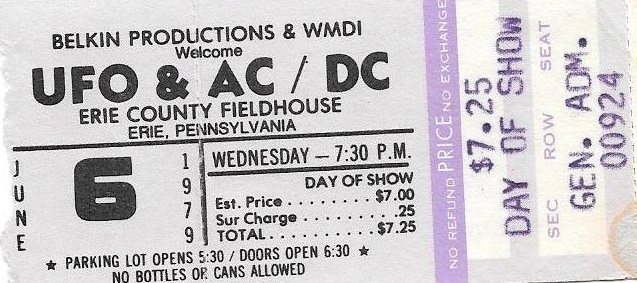 BELKIN PRODUCTIONS & WMDI
Welcome
UFO & AC / DC
ERIE COUNTY FIELDHOUSE
ERIE, PENNSYLVANIA
JUNE
6
1979
WEDNESDAY — 7:30 P.M.
DAY OF SHOW
Est. Price . . . . . . . . . $7.00
Sur Charge . . . . . . . . . .25
TOTAL . . . . . . . . . . . $7.25
★ PARKING LOT OPENS 5:30 / DOORS OPEN 6:30 ★
NO BOTTLES OR CANS ALLOWED
NO REFUND PRICE NO EXCHANGE
$7.25
DAY OF SHOW
SEC ROW SEAT
GEN. ADM.
00924